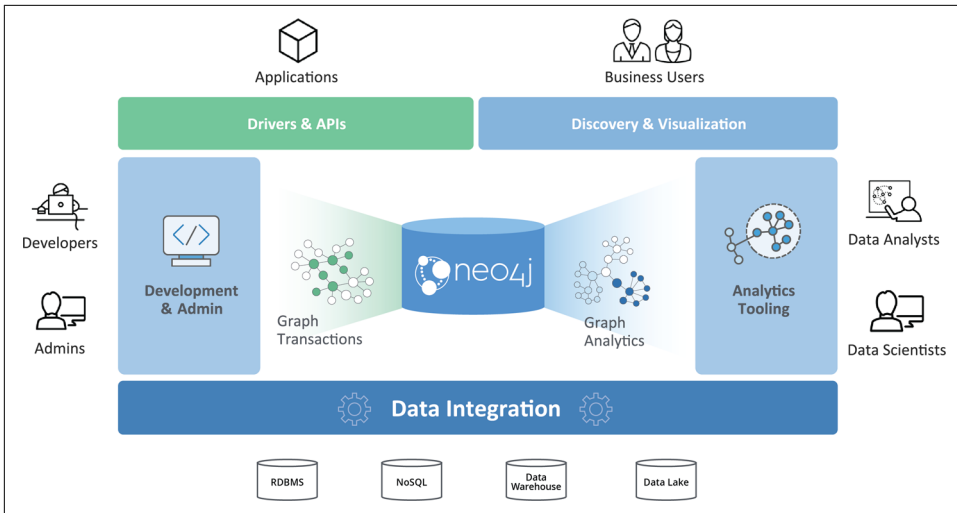 Applications
Business Users
Drivers & APIs
Discovery & Visualization
Developers
Admins
</>
Development
& Admin
Graph
Transactions
neo4j
Graph
Analytics
Analytics
Tooling
Data Analysts
Data Scientists
Data Integration
RDBMS
NoSQL
Data
Warehouse
Data Lake